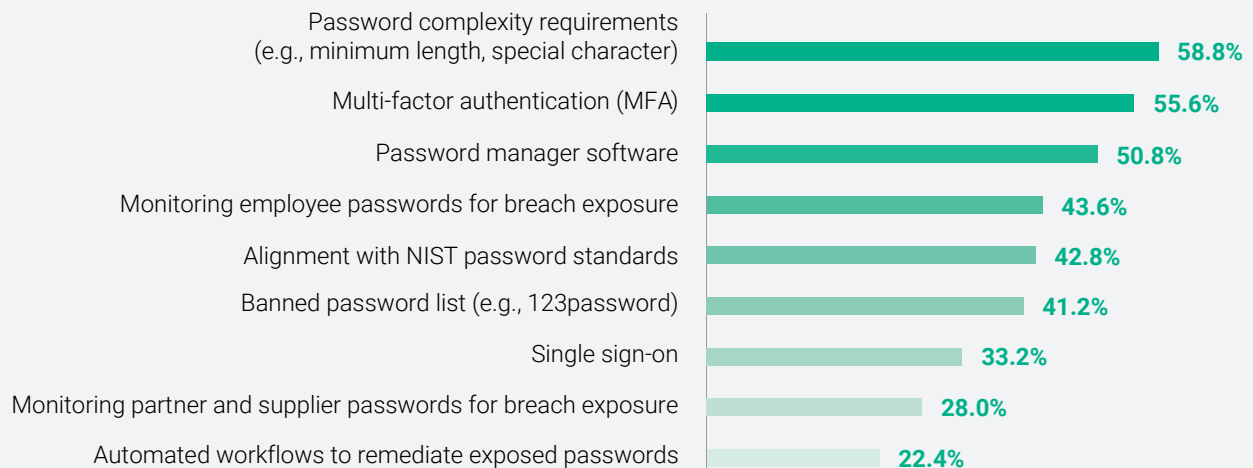 Password complexity requirements
(e.g., minimum length, special character)
58.8%
Multi-factor authentication (MFA)
55.6%
Password manager software
50.8%
Monitoring employee passwords for breach exposure
43.6%
Alignment with NIST password standards
42.8%
Banned password list (e.g., 123password)
41.2%
Single sign-on
33.2%
Monitoring partner and supplier passwords for breach exposure
28.0%
Automated workflows to remediate exposed passwords
22.4%